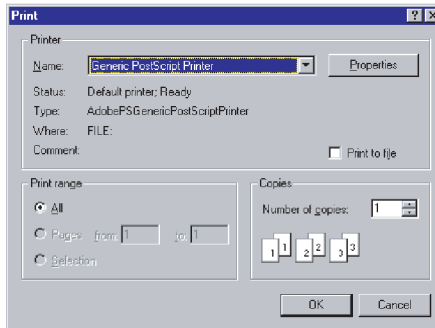 Print
Printer
Name: Generic PostScript Printer Properties
Status: Default printer; Ready
Type: AdobePSGenericPostScriptPrinter
Where: FILE:
Comment:
Print to file
Print range
All
Pages from: 1 to: 1
Selection
Copies
Number of copies: 1
1 1 2 2 3 3
OK Cancel